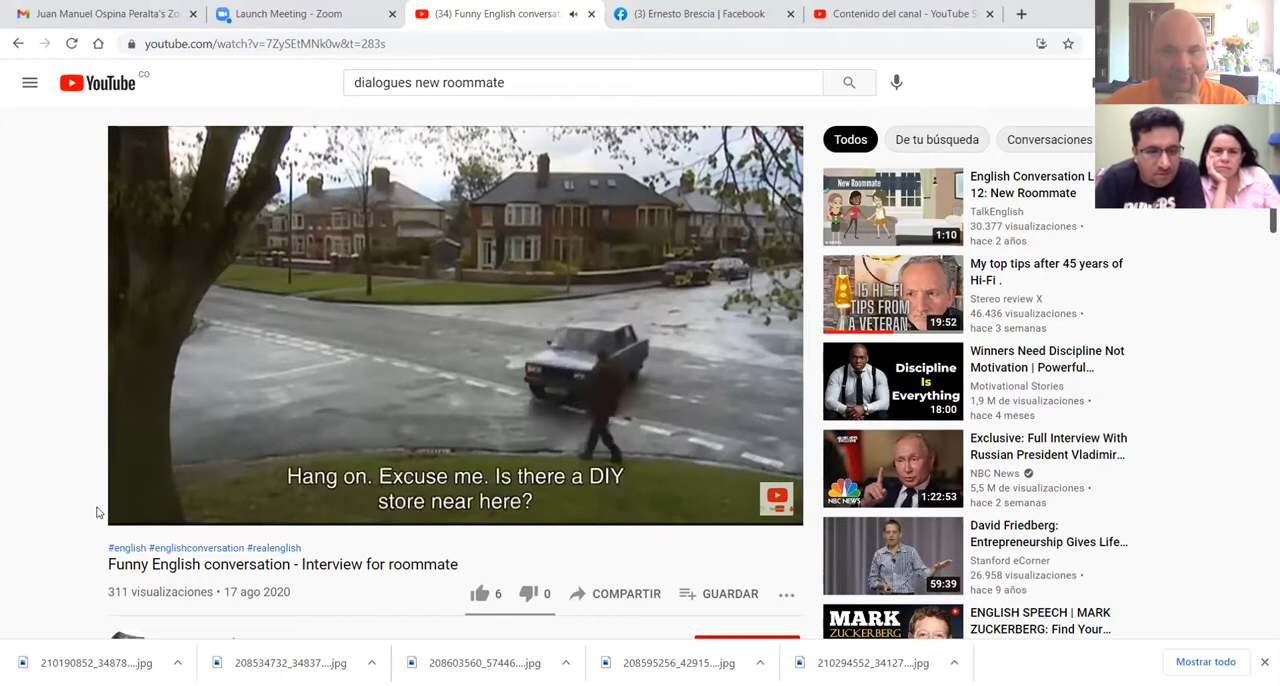 Juan Manuel Ospina Peralta's Zo
Launch Meeting - Zoom
(34) Funny English conversat
(3) Ernesto Brescia | Facebook
Contenido del canal - YouTube S
youtube.com/watch?v=7ZySEtMNk0w&t=283s
YouTube CO
dialogues new roommate
Todos
De tu búsqueda
Conversaciones
New Roommate
1:10
English Conversation L
12: New Roommate
TalkEnglish
30.377 visualizaciones •
hace 2 años
15 HI-FI
TIPS FROM
A VETERAN
19:52
My top tips after 45 years of
Hi-Fi .
Stereo review X
46.436 visualizaciones •
hace 3 semanas
Discipline
Is
Everything
18:00
Winners Need Discipline Not
Motivation | Powerful...
Motivational Stories
1,9 M de visualizaciones •
hace 4 meses
NBC NEWS
1:22:53
Exclusive: Full Interview With
Russian President Vladimir...
NBC News
5,5 M de visualizaciones •
hace 2 semanas
59:39
David Friedberg:
Entrepreneurship Gives Life...
Stanford eCorner
26.958 visualizaciones •
hace 9 años
MARK
ZUCKERBERG
ENGLISH SPEECH | MARK
ZUCKERBERG: Find Your...
Hang on. Excuse me. Is there a DIY
store near here?
#english #englishconversation #realenglish
Funny English conversation - Interview for roommate
311 visualizaciones • 17 ago 2020
6
0
COMPARTIR
GUARDAR
210190852_34878....jpg
208534732_34837....jpg
208603560_57446....jpg
208595256_42915....jpg
210294552_34127....jpg
Mostrar todo